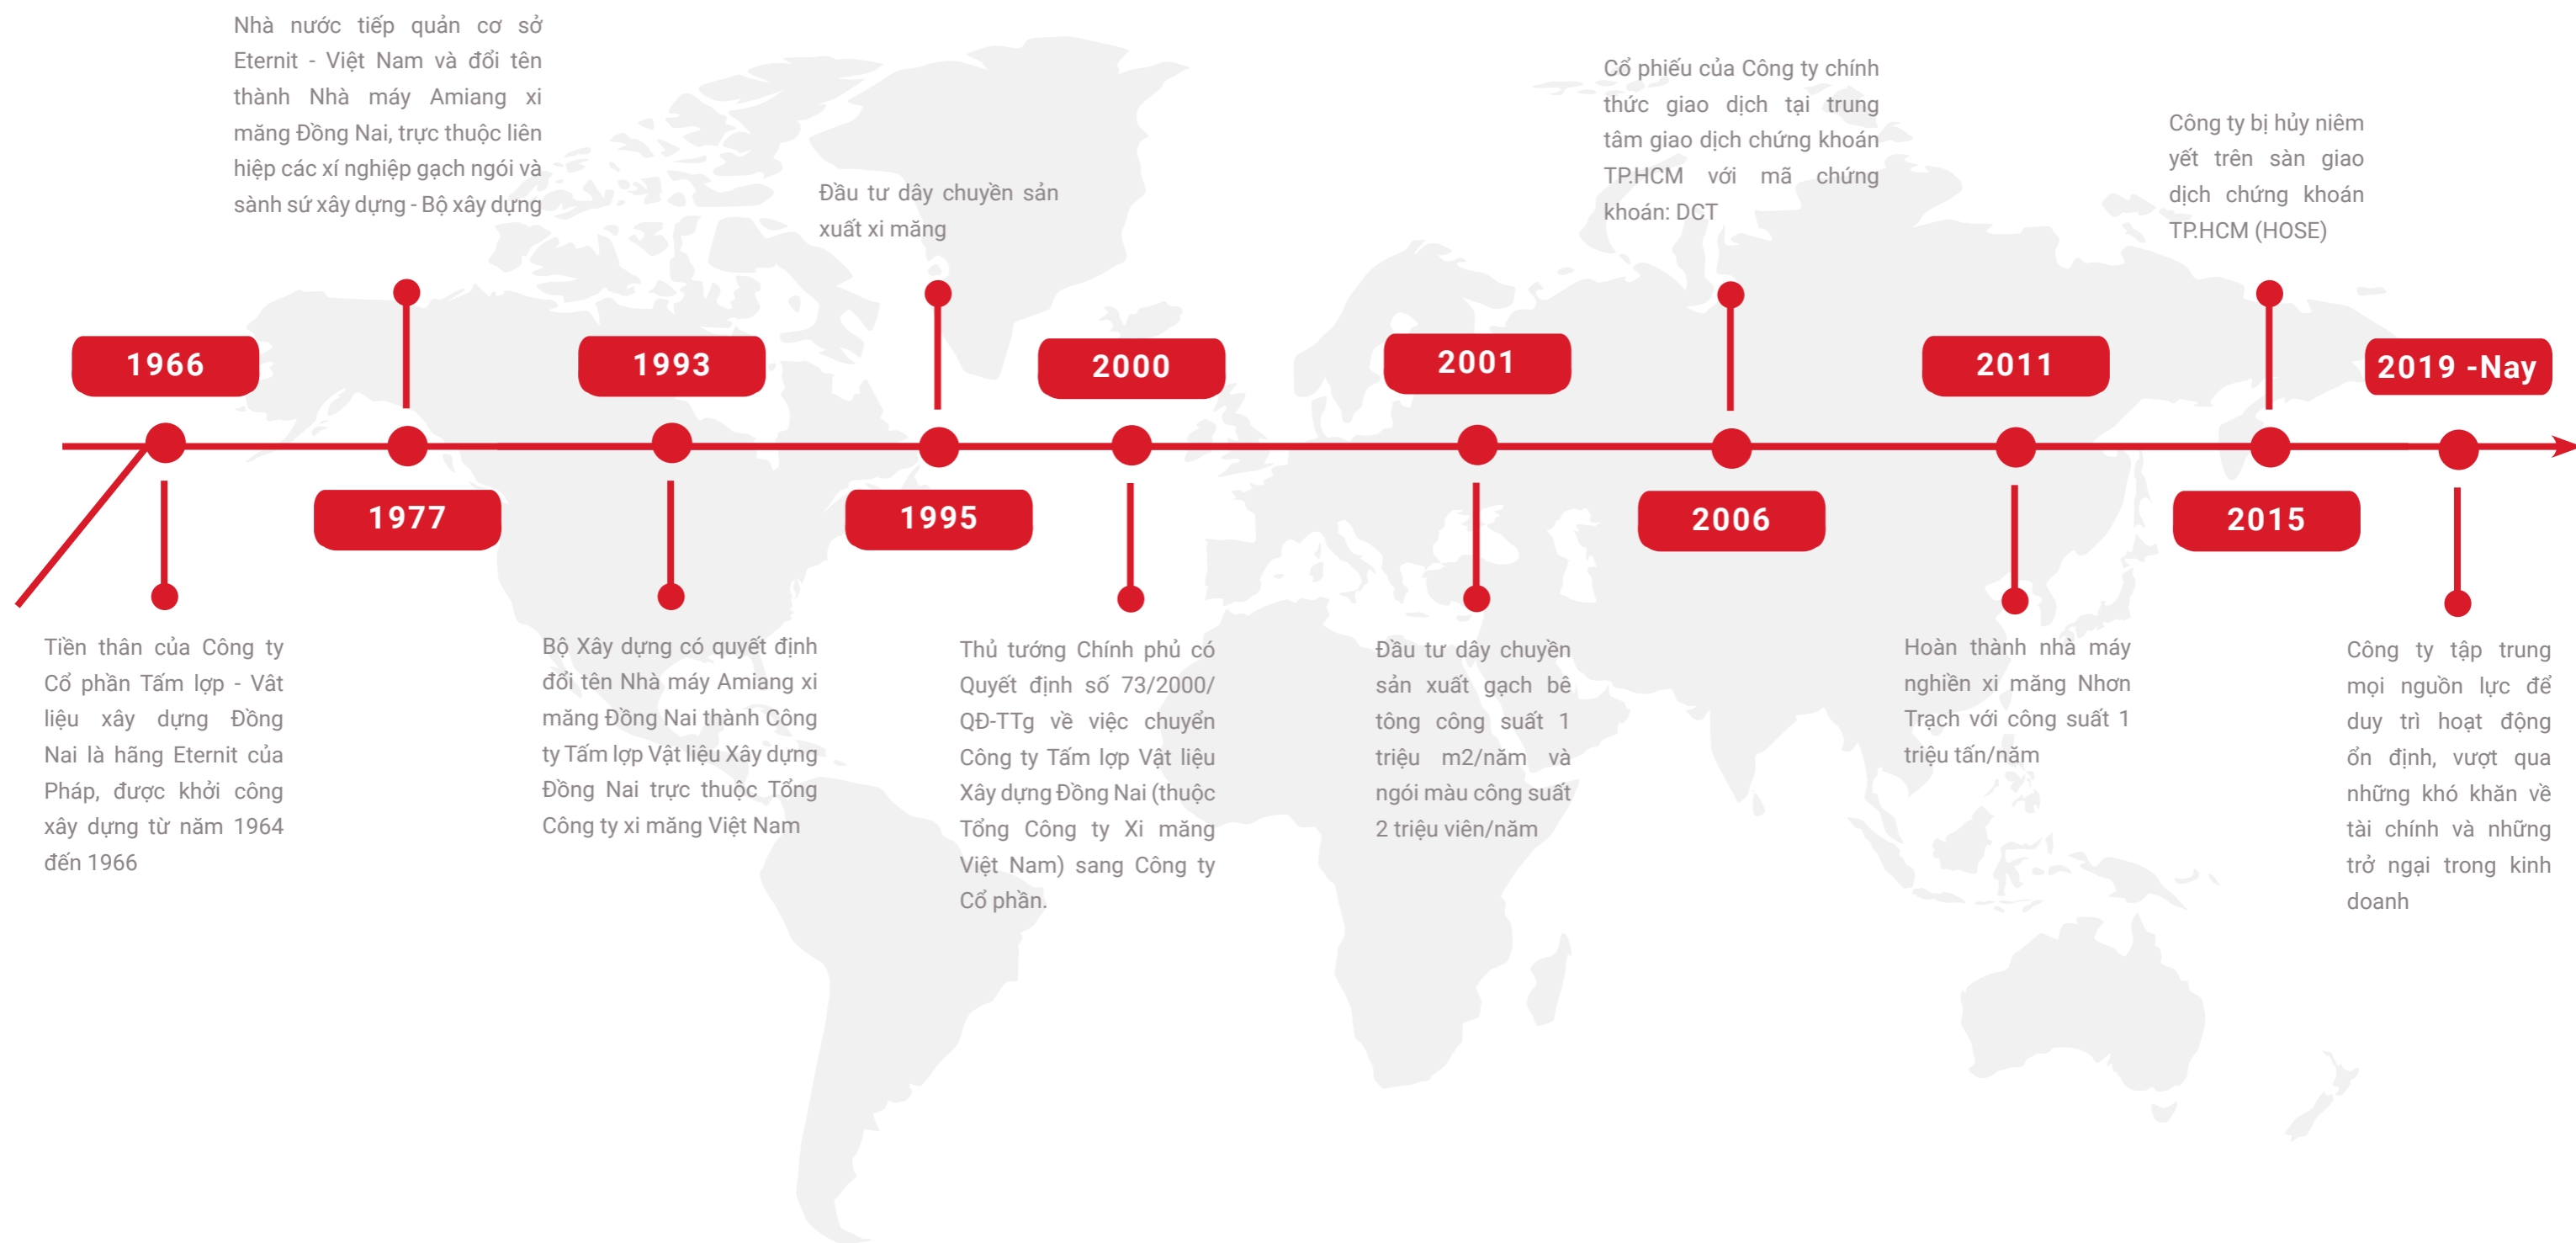 Nhà nước tiếp quản cơ sở
Eternit - Việt Nam và đổi tên
thành Nhà máy Amiang xi
măng Đồng Nai, trực thuộc liên
hiệp các xí nghiệp gạch ngói và
sành sứ xây dựng - Bộ xây dựng
Đầu tư dây chuyền sản
xuất xi măng
Cổ phiếu của Công ty chính
thức giao dịch tại trung
tâm giao dịch chứng khoán
TP.HCM với mã chứng
khoán: DCT
Công ty bị hủy niêm
yết trên sàn giao
dịch chứng khoán
TP.HCM (HOSE)
1966
1993
2000
2001
2011
2019 -Nay
1977
1995
2006
2015
Tiền thân của Công ty
Cổ phần Tấm lợp - Vât
liệu xây dựng Đồng
Nai là hãng Eternit của
Pháp, được khởi công
xây dựng từ năm 1964
đến 1966
Bộ Xây dựng có quyết định
đổi tên Nhà máy Amiang xi
măng Đồng Nai thành Công
ty Tấm lợp Vật liệu Xây dựng
Đồng Nai trực thuộc Tổng
Công ty xi măng Việt Nam
Thủ tướng Chính phủ có
Quyết định số 73/2000/
QĐ-TTg về việc chuyển
Công ty Tấm lợp Vật liệu
Xây dựng Đồng Nai (thuộc
Tổng Công ty Xi măng
Việt Nam) sang Công ty
Cổ phần.
Đầu tư dây chuyền
sản xuất gạch bê
tông công suất 1
triệu m2/năm và
ngói màu công suất
2 triệu viên/năm
Hoàn thành nhà máy
nghiền xi măng Nhơn
Trạch với công suất 1
triệu tấn/năm
Công ty tập trung
mọi nguồn lực để
duy trì hoạt động
ổn định, vượt qua
những khó khăn về
tài chính và những
trở ngại trong kinh
doanh